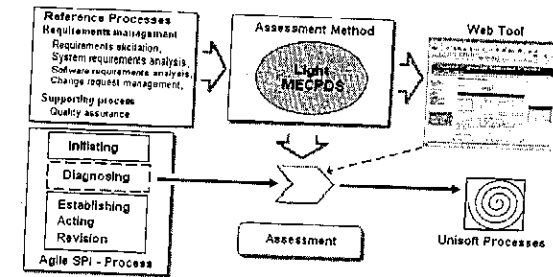 Reference Processes
Requirements management
Requirements elicitation,
System requirements analysis,
Software requirements analysis,
Change request management,
Supporting process
Quality assurance
Assessment Method
Light
MECPDS
Web Tool
Initiating
Diagnosing
Establishing
Acting
Revision
Agile SPI - Process
Assessment
Unisoft Processes